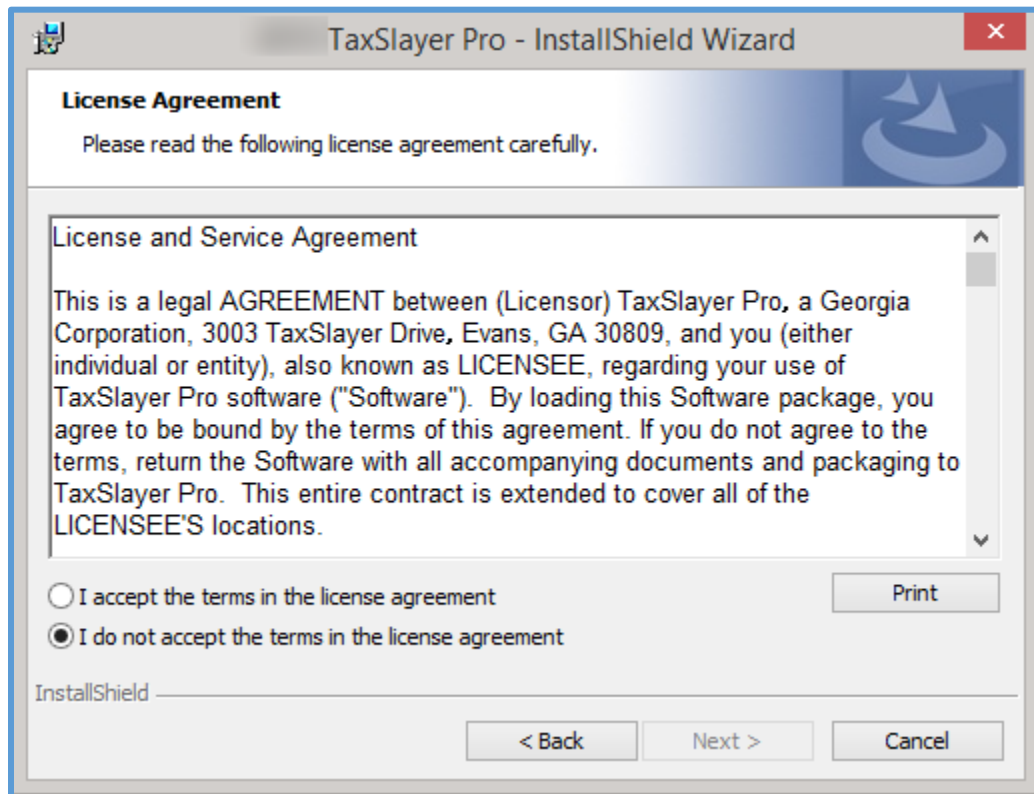 TaxSlayer Pro - InstallShield Wizard
License Agreement
Please read the following license agreement carefully.
License and Service Agreement
This is a legal AGREEMENT between (Licensor) TaxSlayer Pro, a Georgia
Corporation, 3003 TaxSlayer Drive, Evans, GA 30809, and you (either
individual or entity), also known as LICENSEE, regarding your use of
TaxSlayer Pro software ("Software").  By loading this Software package, you
agree to be bound by the terms of this agreement. If you do not agree to the
terms, return the Software with all accompanying documents and packaging to
TaxSlayer Pro.  This entire contract is extended to cover all of the
LICENSEE'S locations.
I accept the terms in the license agreement
Print
I do not accept the terms in the license agreement
InstallShield
< Back Next > Cancel